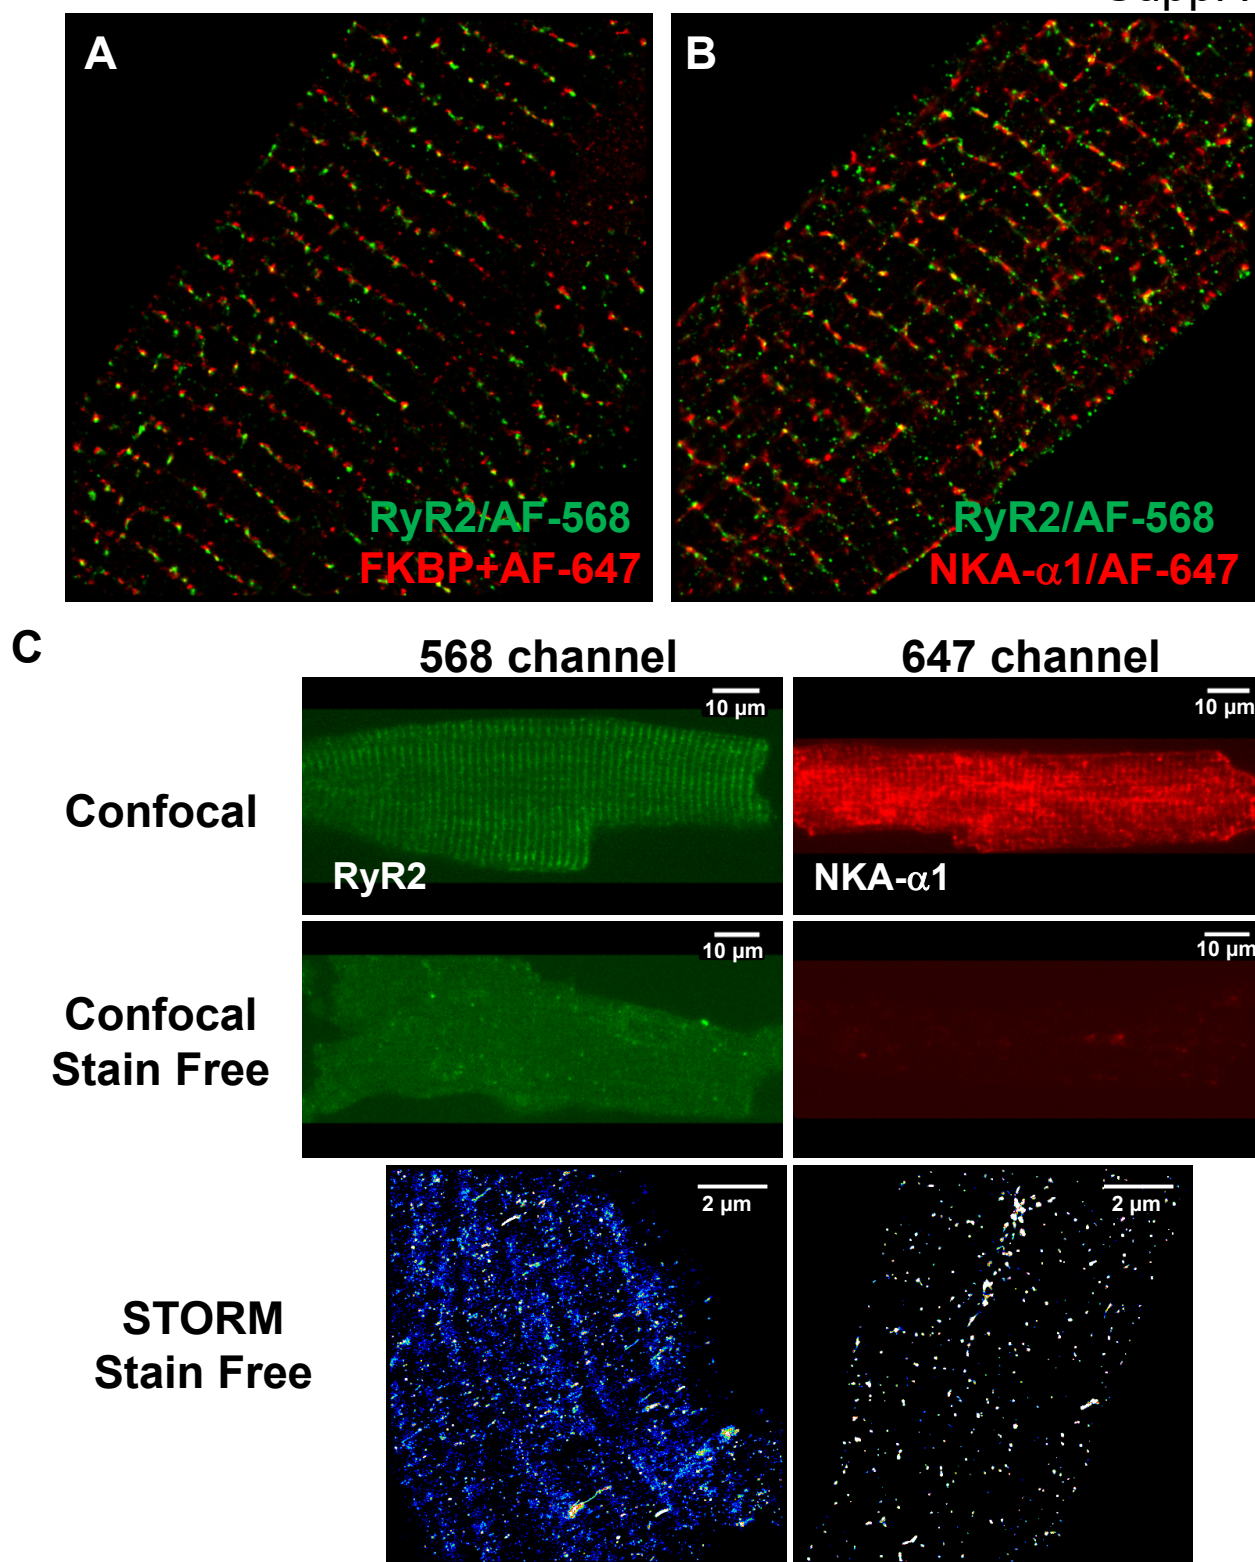 A
B
RyR2/AF-568
FKBP+AF-647
RyR2/AF-568
NKA-α1/AF-647
C
568 channel
647 channel
Confocal
10 µm
RyR2
10 µm
NKA-α1
Confocal
Stain Free
10 µm
10 µm
STORM
Stain Free
2 µm
2 µm